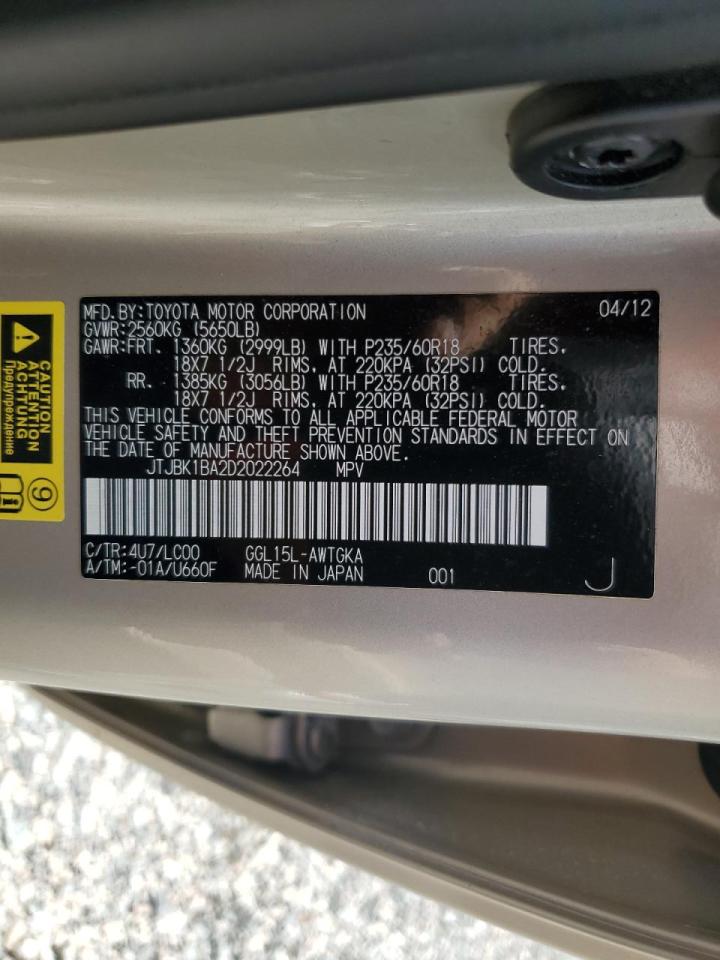 MFD.BY:TOYOTA MOTOR CORPORATION 04/12
GVWR:2560KG (5650LB)
GAWR:FRT. 1360KG (2999LB) WITH P235/60R18 TIRES,
18X7 1/2J RIMS, AT 220KPA (32PSI) COLD.
RR. 1385KG (3056LB) WITH P235/60R18 TIRES,
18X7 1/2J RIMS, AT 220KPA (32PSI) COLD.
THIS VEHICLE CONFORMS TO ALL APPLICABLE FEDERAL MOTOR
VEHICLE SAFETY AND THEFT PREVENTION STANDARDS IN EFFECT ON
THE DATE OF MANUFACTURE SHOWN ABOVE.
JTJBK1BA2D2022264 MPV
C/TR:4U7/LC00 GGL15L-AWTGKA
A/TM:-01A/U660F MADE IN JAPAN 001 J
CAUTION
ATTENTION
ACHTUNG
Предупреждение
9